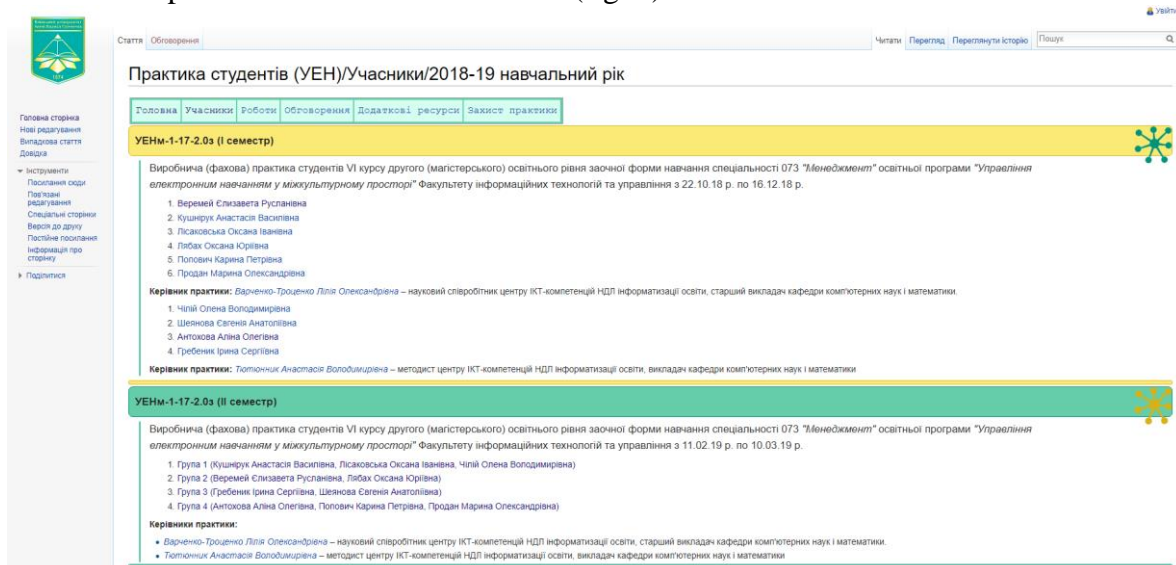 Увійти
Стаття Обговорення
Читати Перегляд Переглянути історію Пошук
Практика студентів (УЕН)/Учасники/2018-19 навчальний рік
Головна Учасники Роботи Обговорення Додаткові ресурси Захист практики
Головна сторінка
Нові редагування
Випадкова стаття
Довідка
Інструменти
Посилання сюди
Пов'язані редагування
Спеціальні сторінки
Версія до друку
Постійне посилання
Інформація про сторінку
Поділитися
УЕНм-1-17-2.0з (I семестр)
Виробнича (фахова) практика студентів VI курсу другого (магістерського) освітнього рівня заочної форми навчання спеціальності 073 "Менеджмент" освітньої програми "Управління
електронним навчанням у міжкультурному просторі" Факультету інформаційних технологій та управління з 22.10.18 р. по 16.12.18 р.
1. Веремей Єлизавета Русланівна
2. Кушнірук Анастасія Василівна
3. Лісаковська Оксана Іванівна
4. Лябах Оксана Юріївна
5. Попович Карина Петрівна
6. Продан Марина Олександрівна
Керівник практики: Варченко-Троценко Лілія Олександрівна – науковий співробітник центру ІКТ-компетенцій НДЛ інформатизації освіти, старший викладач кафедри комп'ютерних наук і математики.
1. Чілій Олена Володимирівна
2. Шеянова Євгенія Анатоліївна
3. Антохова Аліна Олегівна
4. Гребеник Ірина Сергіївна
Керівник практики: Тютюнник Анастасія Володимирівна – методист центру ІКТ-компетенцій НДЛ інформатизації освіти, викладач кафедри комп'ютерних наук і математики
УЕНм-1-17-2.0з (II семестр)
Виробнича (фахова) практика студентів VI курсу другого (магістерського) освітнього рівня заочної форми навчання спеціальності 073 "Менеджмент" освітньої програми "Управління
електронним навчанням у міжкультурному просторі" Факультету інформаційних технологій та управління з 11.02.19 р. по 10.03.19 р.
1. Група 1 (Кушнірук Анастасія Василівна, Лісаковська Оксана Іванівна, Чілій Олена Володимирівна)
2. Група 2 (Веремей Єлизавета Русланівна, Лябах Оксана Юріївна)
3. Група 3 (Гребеник Ірина Сергіївна, Шеянова Євгенія Анатоліївна)
4. Група 4 (Антохова Аліна Олегівна, Попович Карина Петрівна, Продан Марина Олександрівна)
Керівники практики:
• Варченко-Троценко Лілія Олександрівна – науковий співробітник центру ІКТ-компетенцій НДЛ інформатизації освіти, старший викладач кафедри комп'ютерних наук і математики.
• Тютюнник Анастасія Володимирівна – методист центру ІКТ-компетенцій НДЛ інформатизації освіти, викладач кафедри комп'ютерних наук і математики